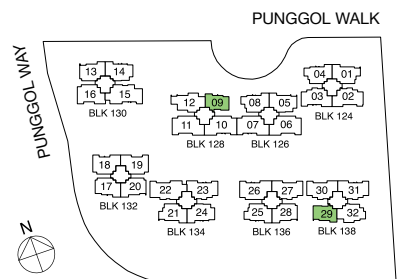 PUNGGOL WALK
PUNGGOL WAY
13 14
16 15
BLK 130
12 09
11 10
BLK 128
08 05
07 06
BLK 126
04 01
03 02
BLK 124
18 19
17 20
BLK 132
22 23
21 24
BLK 134
26 27
25 28
BLK 136
30 31
29 32
BLK 138
N